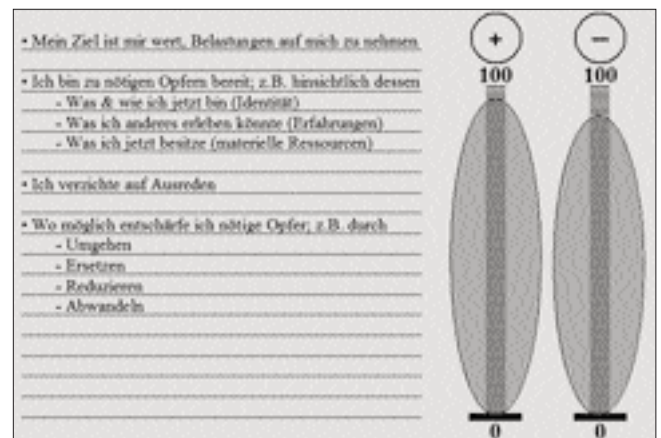 • Mein Ziel ist mir wert, Belastungen auf mich zu nehmen
• Ich bin zu nötigen Opfern bereit; z.B. hinsichtlich dessen
- Was & wie ich jetzt bin (Identität)
- Was ich anderes erleben könnte (Erfahrungen)
- Was ich jetzt besitze (materielle Ressourcen)
• Ich verzichte auf Ausreden
• Wo möglich entschärfe ich nötige Opfer; z.B. durch
- Umgehen
- Ersetzen
- Reduzieren
- Abwandeln
+ −
100 100
0 0